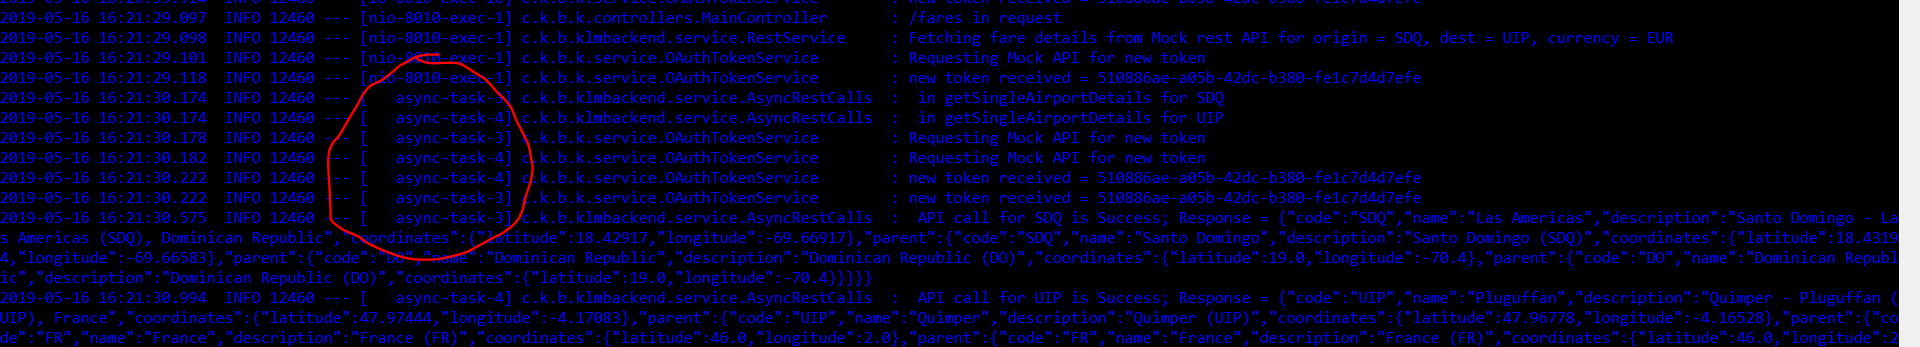 new token received = 510886ae-a05b-42dc-b380-fe1c7d4d7efe
2019-05-16 16:21:29.097  INFO 12460 --- [nio-8010-exec-1] c.k.b.k.controllers.MainController       : /fares in request
2019-05-16 16:21:29.098  INFO 12460 --- [nio-8010-exec-1] c.k.b.klmbackend.service.RestService     : Fetching fare details from Mock rest API for origin = SDQ, dest = UIP, currency = EUR
2019-05-16 16:21:29.101  INFO 12460 --- [nio-8010-exec-1] c.k.b.k.service.OAuthTokenService        : Requesting Mock API for new token
2019-05-16 16:21:29.118  INFO 12460 --- [nio-8010-exec-1] c.k.b.k.service.OAuthTokenService        : new token received = 510886ae-a05b-42dc-b380-fe1c7d4d7efe
2019-05-16 16:21:30.174  INFO 12460 --- [   async-task-3] c.k.b.klmbackend.service.AsyncRestCalls  :  in getSingleAirportDetails for SDQ
2019-05-16 16:21:30.174  INFO 12460 --- [   async-task-4] c.k.b.klmbackend.service.AsyncRestCalls  :  in getSingleAirportDetails for UIP
2019-05-16 16:21:30.178  INFO 12460 --- [   async-task-3] c.k.b.k.service.OAuthTokenService        : Requesting Mock API for new token
2019-05-16 16:21:30.182  INFO 12460 --- [   async-task-4] c.k.b.k.service.OAuthTokenService        : Requesting Mock API for new token
2019-05-16 16:21:30.222  INFO 12460 --- [   async-task-4] c.k.b.k.service.OAuthTokenService        : new token received = 510886ae-a05b-42dc-b380-fe1c7d4d7efe
2019-05-16 16:21:30.222  INFO 12460 --- [   async-task-3] c.k.b.k.service.OAuthTokenService        : new token received = 510886ae-a05b-42dc-b380-fe1c7d4d7efe
2019-05-16 16:21:30.575  INFO 12460 --- [   async-task-3] c.k.b.klmbackend.service.AsyncRestCalls  :  API call for SDQ is Success; Response = {"code":"SDQ","name":"Las Americas","description":"Santo Domingo - La
s Americas (SDQ), Dominican Republic","coordinates":{"latitude":18.42917,"longitude":-69.66917},"parent":{"code":"SDQ","name":"Santo Domingo","description":"Santo Domingo (SDQ)","coordinates":{"latitude":18.4319
4,"longitude":-69.66583},"parent":{"code":"DO","name":"Dominican Republic","description":"Dominican Republic (DO)","coordinates":{"latitude":19.0,"longitude":-70.4},"parent":{"code":"DO","name":"Dominican Republ
ic","description":"Dominican Republic (DO)","coordinates":{"latitude":19.0,"longitude":-70.4}}}}}
2019-05-16 16:21:30.994  INFO 12460 --- [   async-task-4] c.k.b.klmbackend.service.AsyncRestCalls  :  API call for UIP is Success; Response = {"code":"UIP","name":"Pluguffan","description":"Quimper - Pluguffan (
UIP), France","coordinates":{"latitude":47.97444,"longitude":-4.17083},"parent":{"code":"UIP","name":"Quimper","description":"Quimper (UIP)","coordinates":{"latitude":47.96778,"longitude":-4.16528},"parent":{"co
de":"FR","name":"France","description":"France (FR)","coordinates":{"latitude":46.0,"longitude":2.0},"parent":{"code":"FR","name":"France","description":"France (FR)","coordinates":{"latitude":46.0,"longitude":2